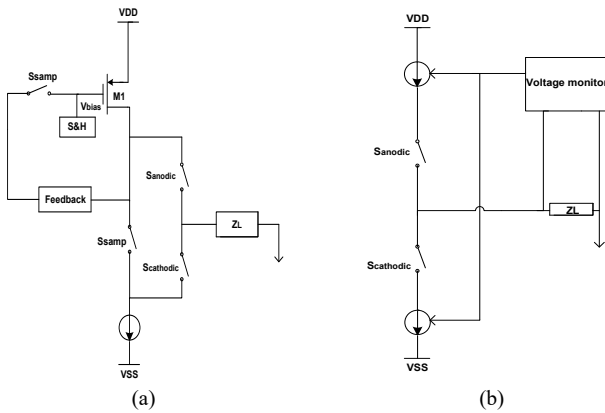 VDD
Ssamp
M1
Vbias
S&H
Sanodic
Feedback
ZL
Ssamp
Scathodic
VSS
(a)
VDD
Voltage monitor
Sanodic
ZL
Scathodic
VSS
(b)